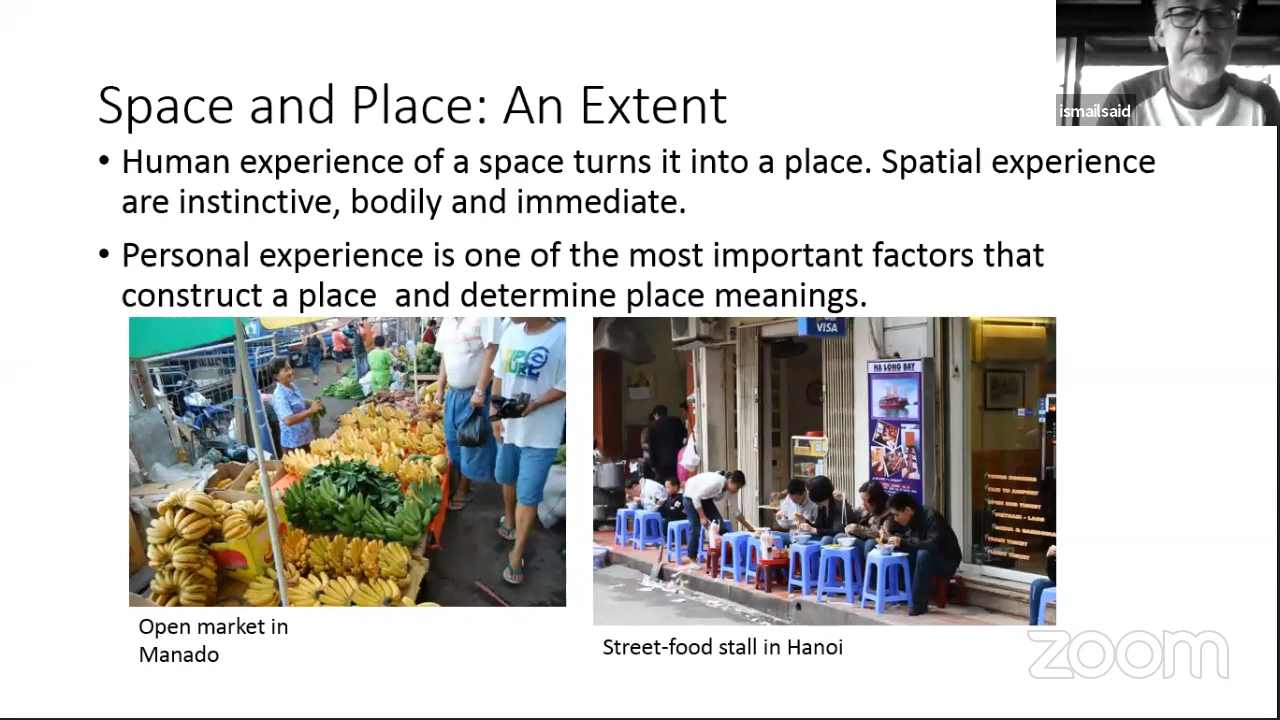 ismailsaid
Space and Place: An Extent
• Human experience of a space turns it into a place. Spatial experience
are instinctive, bodily and immediate.
• Personal experience is one of the most important factors that
construct a place  and determine place meanings.
VISA
HA LONG BAY
Open market in
Manado
Street-food stall in Hanoi
zoom